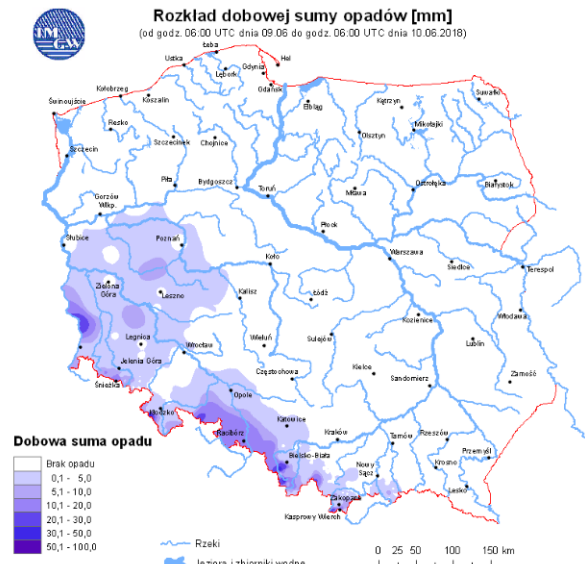 IMGW
Rozkład dobowej sumy opadów [mm]
(od godz. 06:00 UTC dnia 09.06 do godz. 06:00 UTC dnia 10.06.2018)
Łeba
Hel
Ustka
Gdynia
Lębork
Gdańsk
Kołobrzeg
Koszalin
Elbląg
Kętrzyn
Suwałki
Świnoujście
Resko
Szczecinek
Chojnice
Olsztyn
Mikołajki
Szczecin
Piła
Bydgoszcz
Toruń
Mława
Ostrołęka
Białystok
Gorzów
Wlkp.
Płock
Słubice
Poznań
Koło
Warszawa
Siedlce
Terespol
Zielona
Góra
Leszno
Kalisz
Łódź
Kozienice
Włodawa
Legnica
Wrocław
Wieluń
Sulejów
Lublin
Jelenia Góra
Śnieżka
Częstochowa
Kielce
Sandomierz
Zamość
Opole
Kłodzko
Katowice
Racibórz
Kraków
Tarnów
Rzeszów
Przemyśl
Bielsko-Biała
Nowy
Sącz
Krosno
Lesko
Zakopane
Kasprowy Wierch
Dobowa suma opadu
Brak opadu
0,1 - 5,0
5,1 - 10,0
10,1 - 20,0
20,1 - 30,0
30,1 - 50,0
50,1 - 100,0
Rzeki
Jeziora i zbiorniki wodne
0 25 50 100 150 km